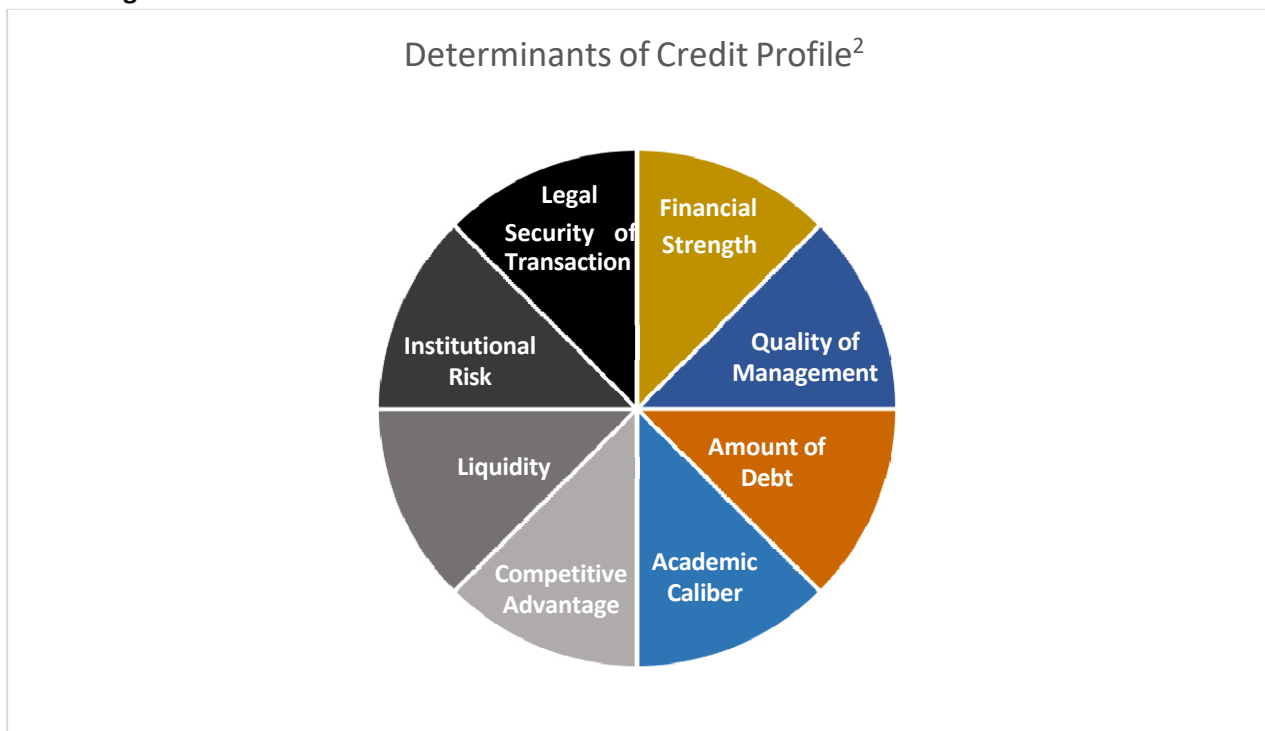 Determinants of Credit Profile²
Legal
Security of
Transaction
Financial
Strength
Quality of
Management
Amount of
Debt
Academic
Caliber
Competitive
Advantage
Liquidity
Institutional
Risk